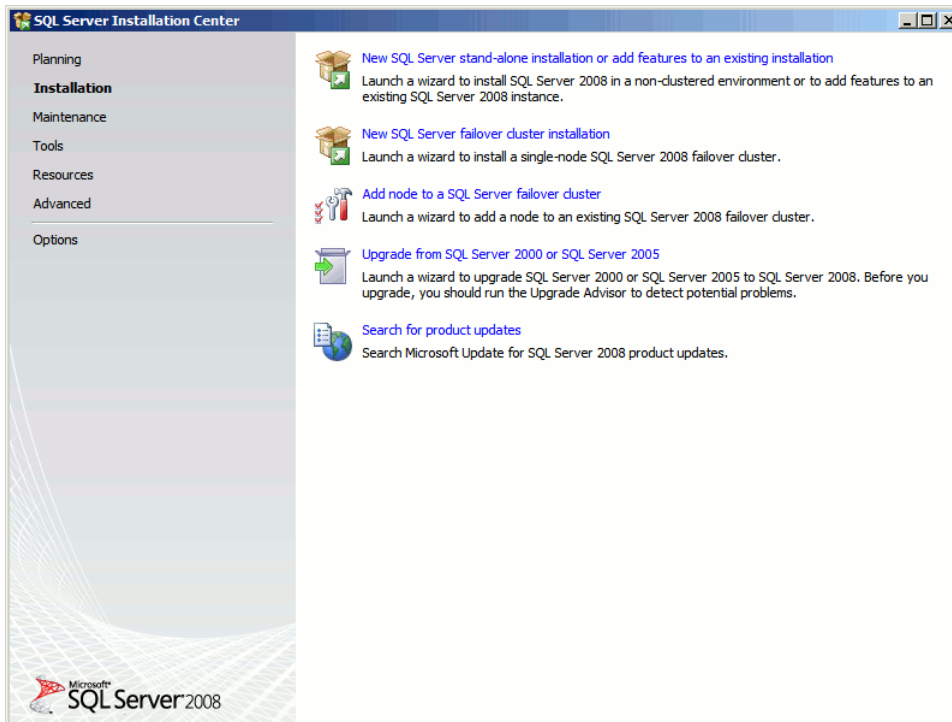 SQL Server Installation Center
Planning
Installation
Maintenance
Tools
Resources
Advanced
Options
New SQL Server stand-alone installation or add features to an existing installation
Launch a wizard to install SQL Server 2008 in a non-clustered environment or to add features to an
existing SQL Server 2008 instance.
New SQL Server failover cluster installation
Launch a wizard to install a single-node SQL Server 2008 failover cluster.
Add node to a SQL Server failover cluster
Launch a wizard to add a node to an existing SQL Server 2008 failover cluster.
Upgrade from SQL Server 2000 or SQL Server 2005
Launch a wizard to upgrade SQL Server 2000 or SQL Server 2005 to SQL Server 2008. Before you
upgrade, you should run the Upgrade Advisor to detect potential problems.
Search for product updates
Search Microsoft Update for SQL Server 2008 product updates.
Microsoft®
SQL Server 2008